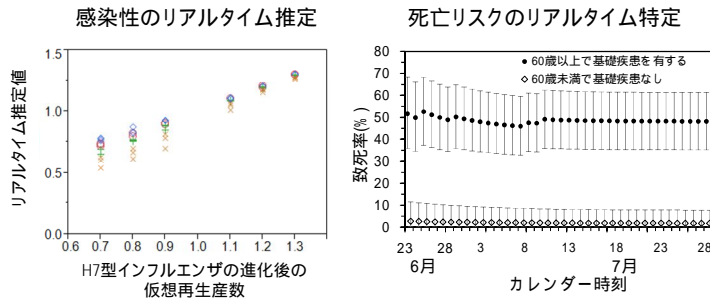 感染性のリアルタイム推定
リアルタイム推定値
1.5
1.0
0.5
0.0
0.6 0.7 0.8 0.9 1.0 1.1 1.2 1.3
H7型インフルエンザの進化後の
仮想再生産数
死亡リスクのリアルタイム特定
致死率(%)
80
70
60
50
40
30
20
10
0
60歳以上で基礎疾患を有する
60歳未満で基礎疾患なし
23 28 3 8 13 18 23 28
6月 7月
カレンダー時刻